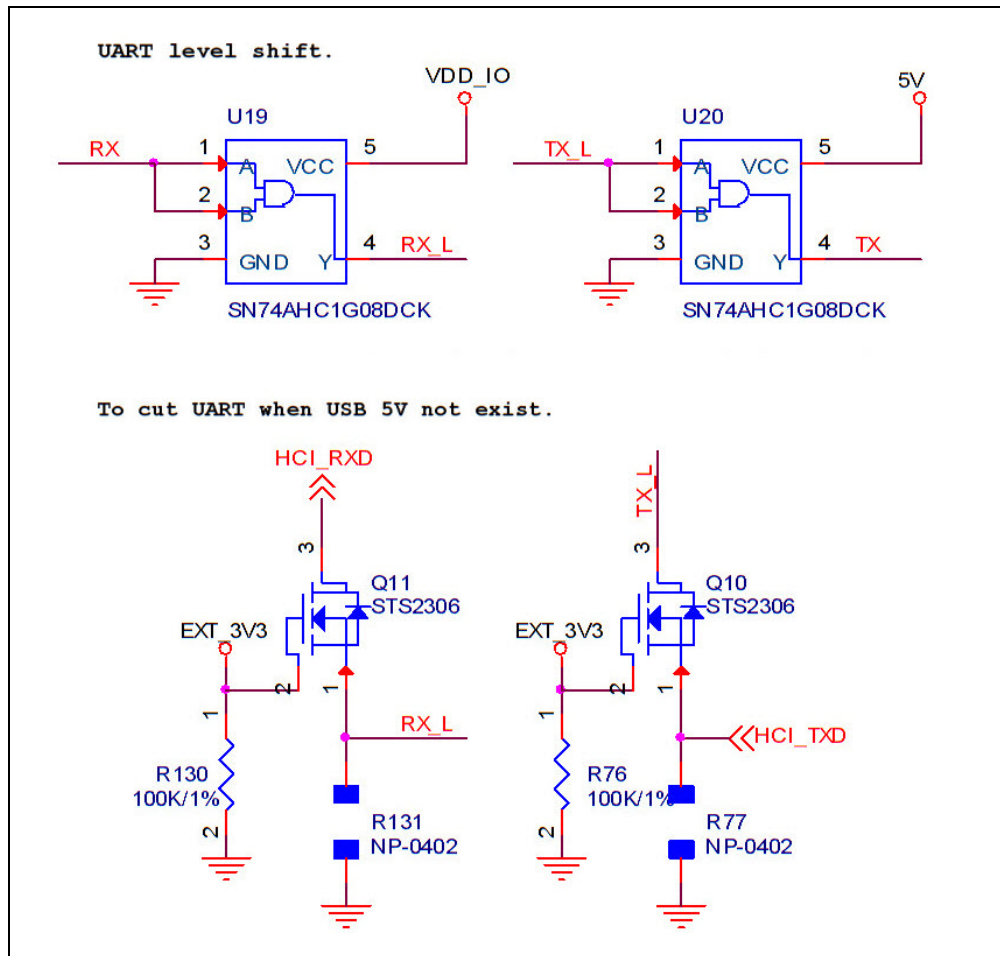 UART level shift.
VDD_IO
5V
U19
U20
RX
1
A
VCC
5
TX_L
1
A
VCC
5
2
B
2
B
3
GND
Y
4
RX_L
3
GND
Y
4
TX
SN74AHC1G08DCK
SN74AHC1G08DCK
To cut UART when USB 5V not exist.
HCI_RXD
TX_L
3
3
Q11
STS2306
Q10
STS2306
EXT_3V3
EXT_3V3
2
1
2
1
1
RX_L
1
HCI_TXD
R130
100K/1%
R76
100K/1%
2
R131
NP-0402
2
R77
NP-0402